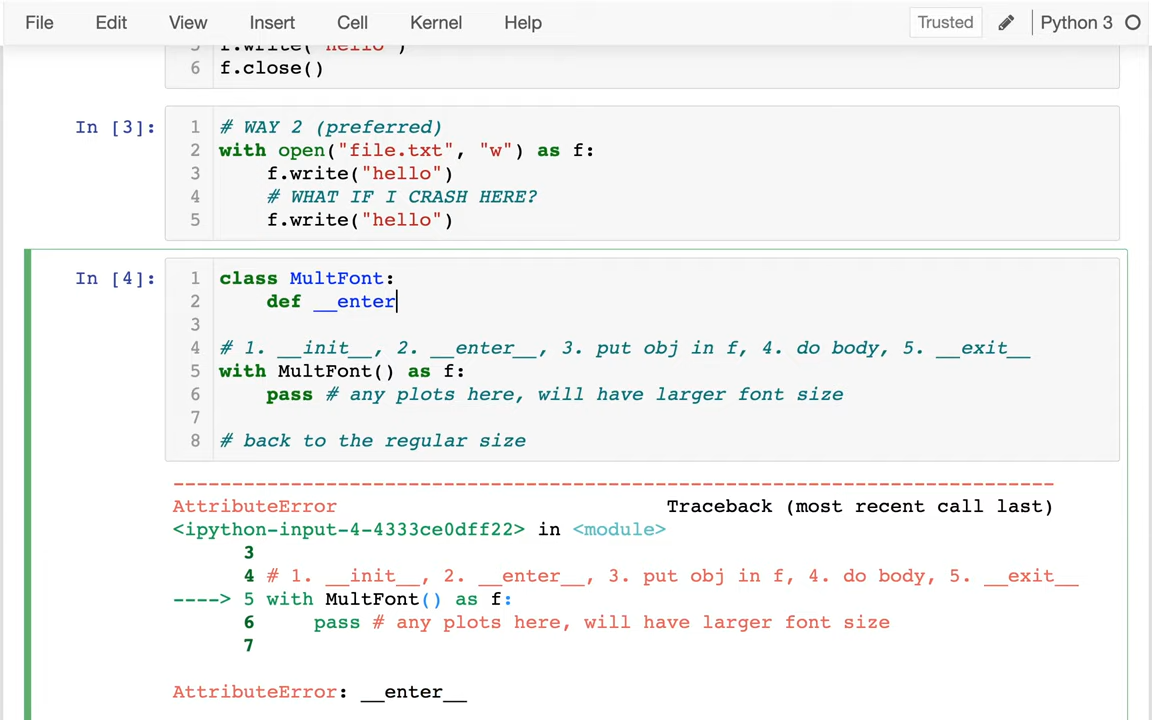 File Edit View Insert Cell Kernel Help Trusted Python 3
5 f.write("hello")
6 f.close()
In [3]:
1 # WAY 2 (preferred)
2 with open("file.txt", "w") as f:
3     f.write("hello")
4     # WHAT IF I CRASH HERE?
5     f.write("hello")
In [4]:
1 class MultFont:
2     def __enter
3
4 # 1. __init__, 2. __enter__, 3. put obj in f, 4. do body, 5. __exit__
5 with MultFont() as f:
6     pass # any plots here, will have larger font size
7
8 # back to the regular size
---------------------------------------------------------------------------
AttributeError                            Traceback (most recent call last)
<ipython-input-4-4333ce0dff22> in <module>
      3
      4 # 1. __init__, 2. __enter__, 3. put obj in f, 4. do body, 5. __exit__
----> 5 with MultFont() as f:
      6     pass # any plots here, will have larger font size
      7
AttributeError: __enter__